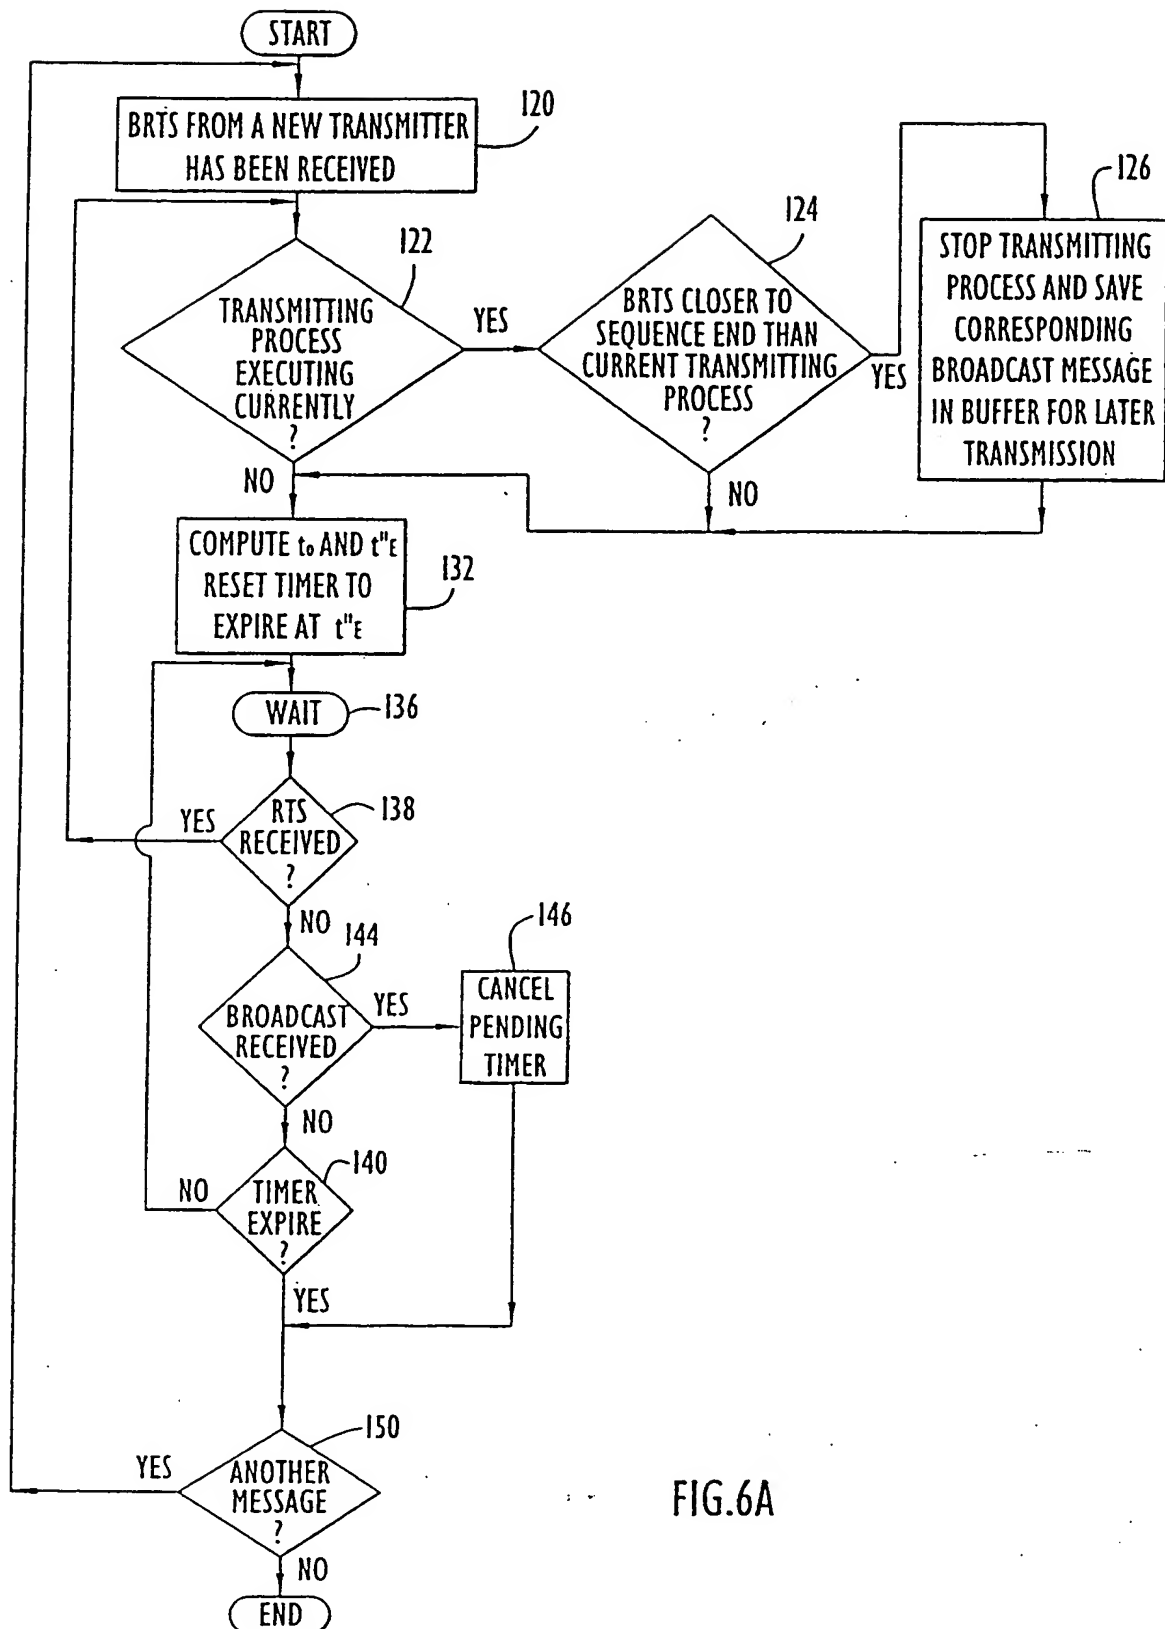 START
BRTS FROM A NEW TRANSMITTER
HAS BEEN RECEIVED
120
122
TRANSMITTING
PROCESS
EXECUTING
CURRENTLY
?
YES
NO
124
BRTS CLOSER TO
SEQUENCE END THAN
CURRENT TRANSMITTING
PROCESS
?
YES
NO
126
STOP TRANSMITTING
PROCESS AND SAVE
CORRESPONDING
BROADCAST MESSAGE
IN BUFFER FOR LATER
TRANSMISSION
COMPUTE to AND t"E
RESET TIMER TO
EXPIRE AT t"E
132
WAIT
136
RTS
RECEIVED
?
138
YES
NO
144
BROADCAST
RECEIVED
?
YES
NO
146
CANCEL
PENDING
TIMER
140
TIMER
EXPIRE
?
NO
YES
150
ANOTHER
MESSAGE
?
YES
NO
END
FIG.6A